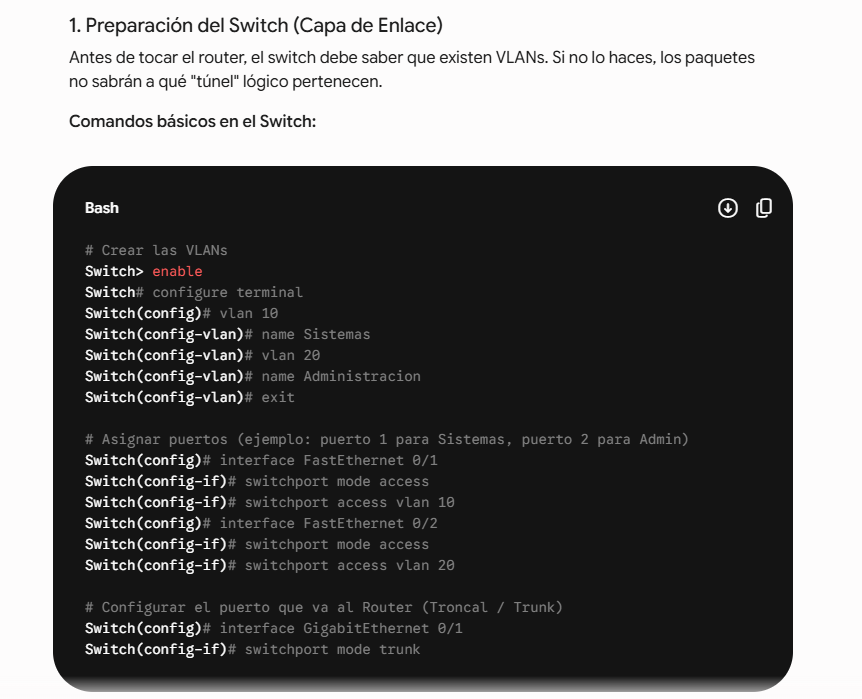 1. Preparación del Switch (Capa de Enlace)
Antes de tocar el router, el switch debe saber que existen VLANs. Si no lo haces, los paquetes
no sabrán a qué "túnel" lógico pertenecen.
Comandos básicos en el Switch:
Bash
# Crear las VLANs
Switch> enable
Switch# configure terminal
Switch(config)# vlan 10
Switch(config-vlan)# name Sistemas
Switch(config-vlan)# vlan 20
Switch(config-vlan)# name Administracion
Switch(config-vlan)# exit
# Asignar puertos (ejemplo: puerto 1 para Sistemas, puerto 2 para Admin)
Switch(config)# interface FastEthernet 0/1
Switch(config-if)# switchport mode access
Switch(config-if)# switchport access vlan 10
Switch(config)# interface FastEthernet 0/2
Switch(config-if)# switchport mode access
Switch(config-if)# switchport access vlan 20
# Configurar el puerto que va al Router (Troncal / Trunk)
Switch(config)# interface GigabitEthernet 0/1
Switch(config-if)# switchport mode trunk